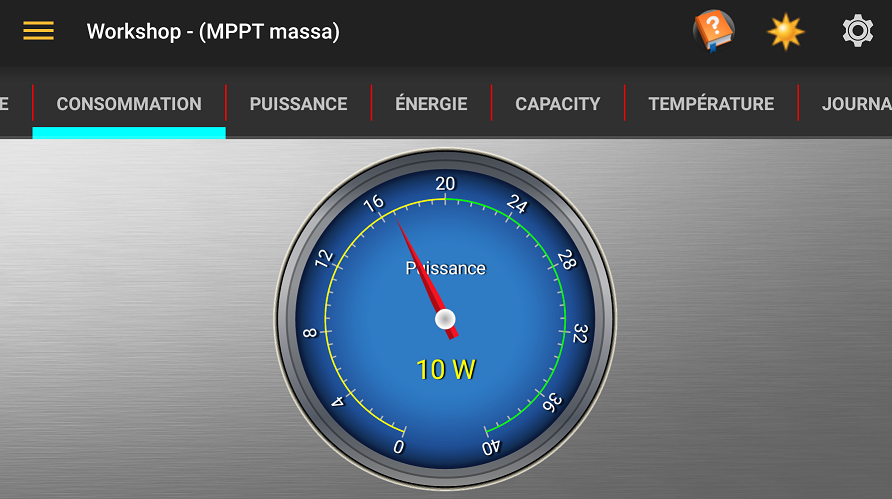 Workshop - (MPPT massa)
E
CONSOMMATION
PUISSANCE
ÉNERGIE
CAPACITY
TEMPÉRATURE
JOURNA
0
4
8
12
16
20
24
28
32
36
40
Puissance
10 W